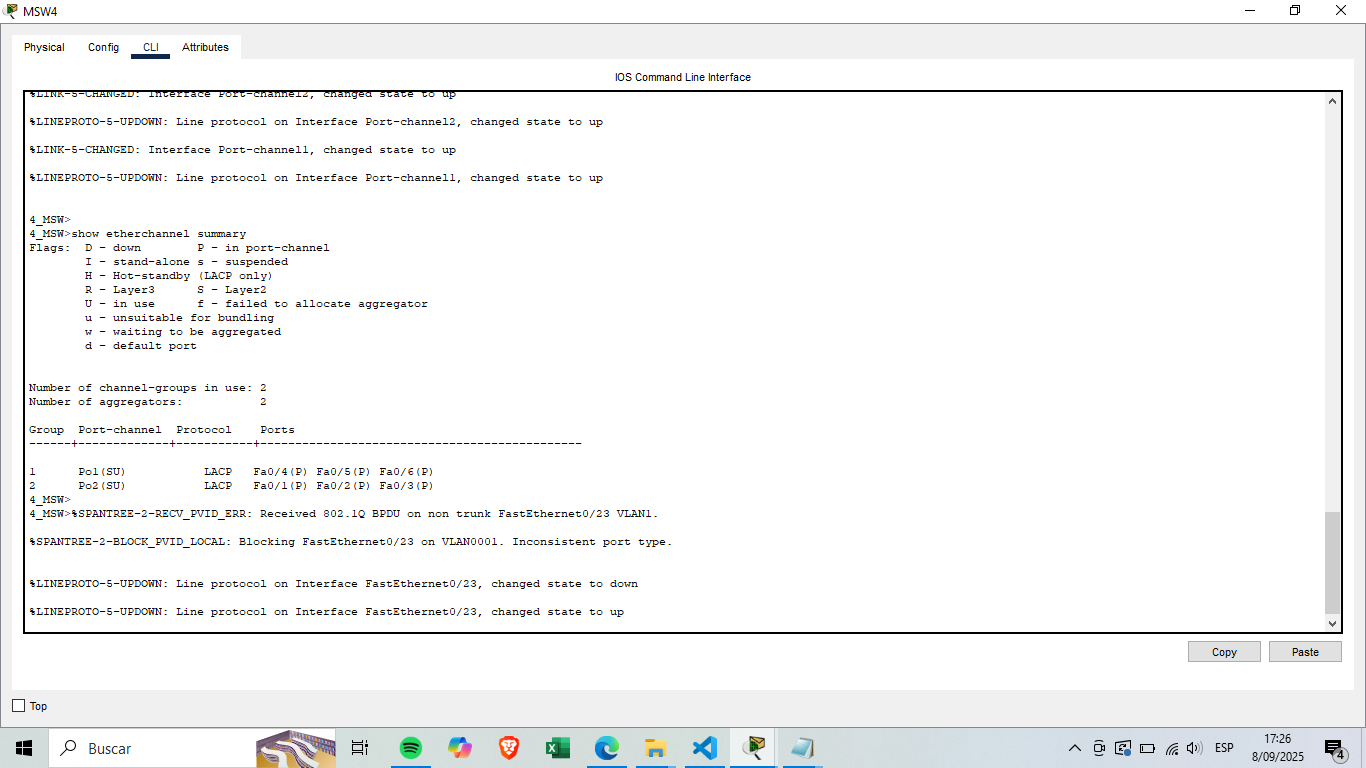 MSW4
Physical Config CLI Attributes
IOS Command Line Interface
%LINK-5-CHANGED: Interface Port-channel2, changed state to up
%LINEPROTO-5-UPDOWN: Line protocol on Interface Port-channel2, changed state to up
%LINK-5-CHANGED: Interface Port-channel1, changed state to up
%LINEPROTO-5-UPDOWN: Line protocol on Interface Port-channel1, changed state to up
4_MSW>
4_MSW>show etherchannel summary
Flags:  D - down        P - in port-channel
        I - stand-alone s - suspended
        H - Hot-standby (LACP only)
        R - Layer3      S - Layer2
        U - in use      f - failed to allocate aggregator
        u - unsuitable for bundling
        w - waiting to be aggregated
        d - default port
Number of channel-groups in use: 2
Number of aggregators:           2
Group  Port-channel  Protocol    Ports
------+-------------+-----------+----------------------------------------------
1      Po1(SU)           LACP   Fa0/4(P) Fa0/5(P) Fa0/6(P)
2      Po2(SU)           LACP   Fa0/1(P) Fa0/2(P) Fa0/3(P)
4_MSW>
4_MSW>%SPANTREE-2-RECV_PVID_ERR: Received 802.1Q BPDU on non trunk FastEthernet0/23 VLAN1.
%SPANTREE-2-BLOCK_PVID_LOCAL: Blocking FastEthernet0/23 on VLAN0001. Inconsistent port type.
%LINEPROTO-5-UPDOWN: Line protocol on Interface FastEthernet0/23, changed state to down
%LINEPROTO-5-UPDOWN: Line protocol on Interface FastEthernet0/23, changed state to up
Copy Paste
Top
Buscar
ESP
17:26
8/09/2025
4